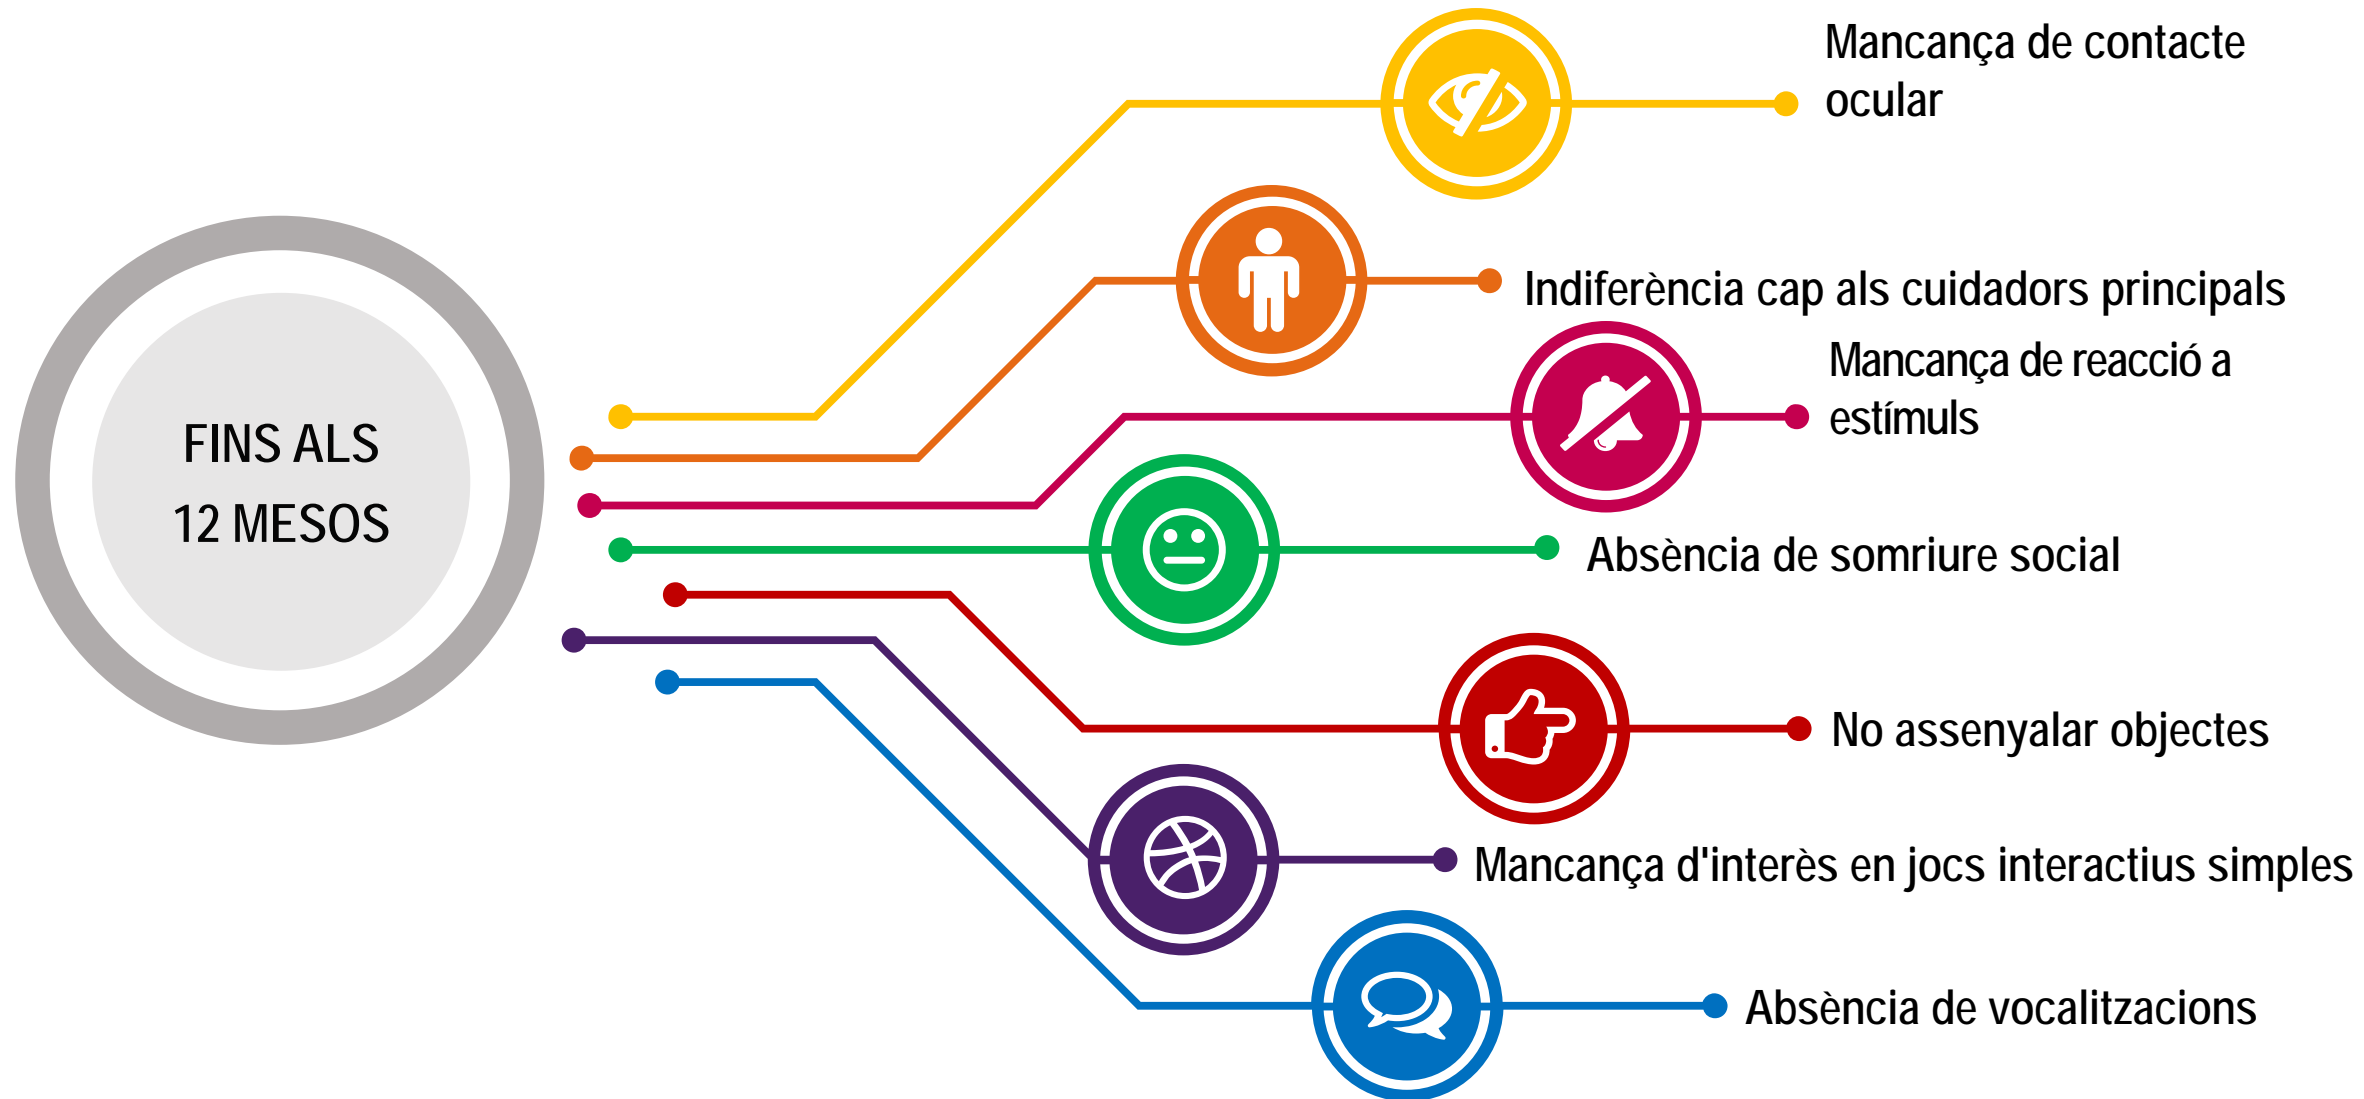 FINS ALS
12 MESOS
Mancança de contacte
ocular
Indiferència cap als cuidadors principals
Mancança de reacció a
estímuls
Absència de somriure social
No assenyalar objectes
Mancança d'interès en jocs interactius simples
Absència de vocalitzacions